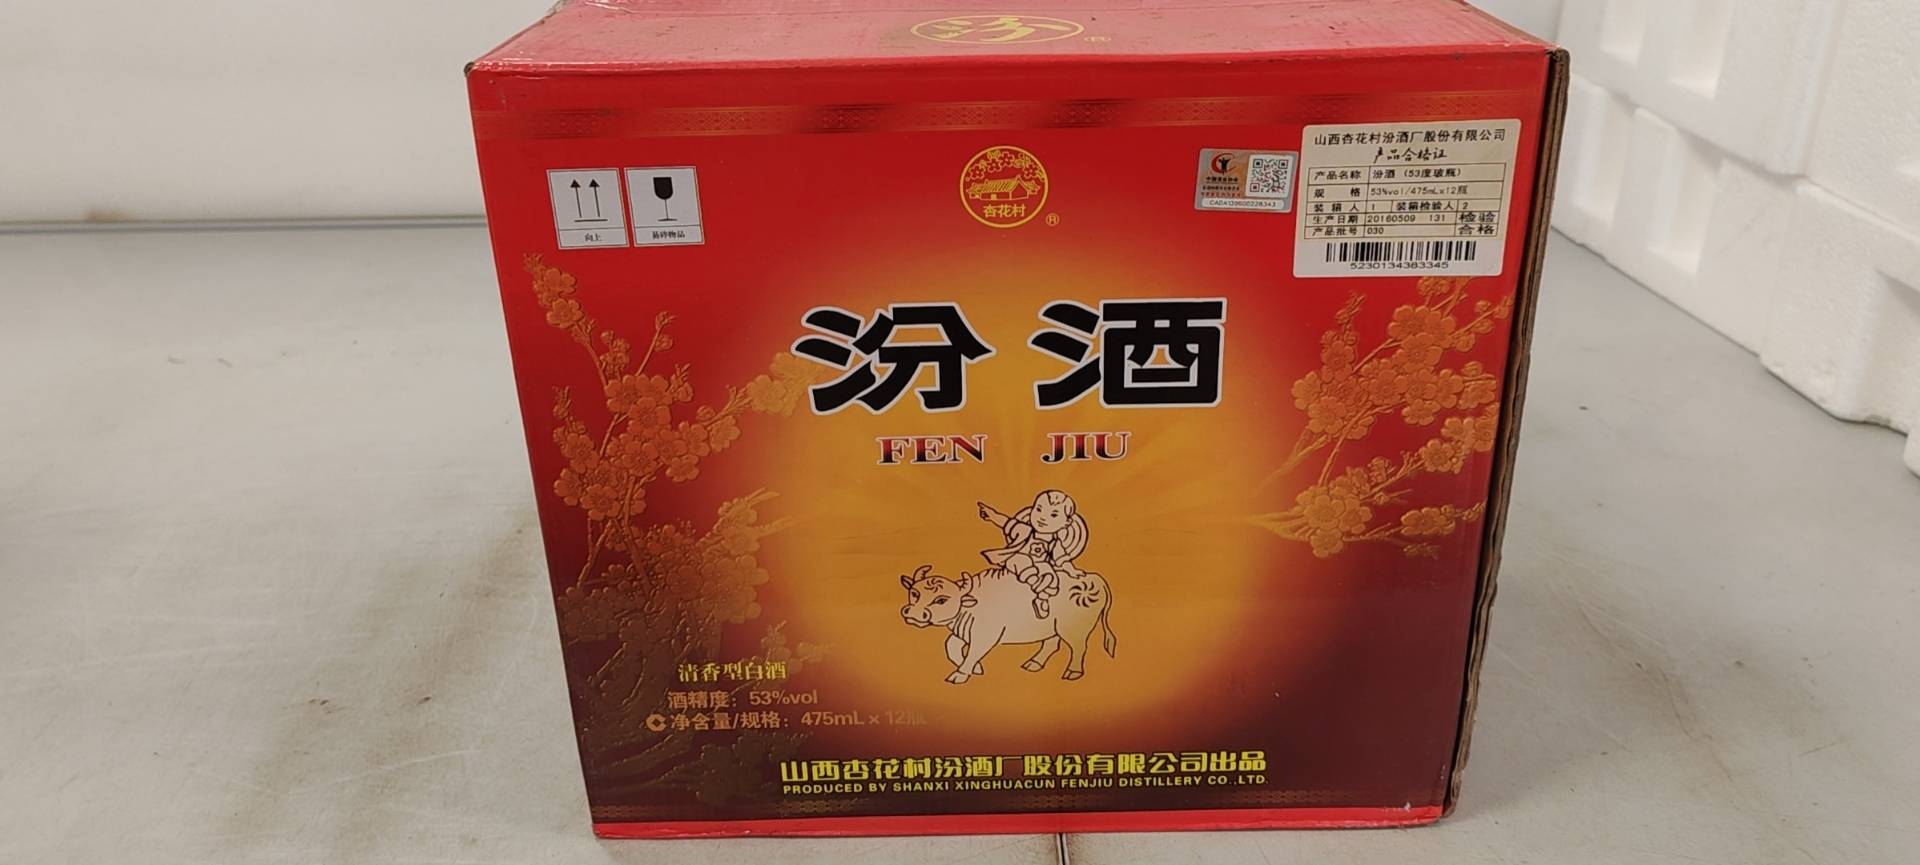 汾
®
向上
易碎物品
杏花村
®
CADA139600228343
山西杏花村汾酒厂股份有限公司
产品合格证
产品名称 汾酒 (53度玻瓶)
规 格 53%vol/475mL×12瓶
装箱人 1 装箱检验人 2
生产日期 20160509 131 检验
产品批号 030 合格
5230134383345
汾酒
FEN JIU
清香型白酒
酒精度:53%vol
净含量/规格:475mL×12瓶
山西杏花村汾酒厂股份有限公司出品
PRODUCED BY SHANXI XINGHUACUN FENJIU DISTILLERY CO.,LTD.